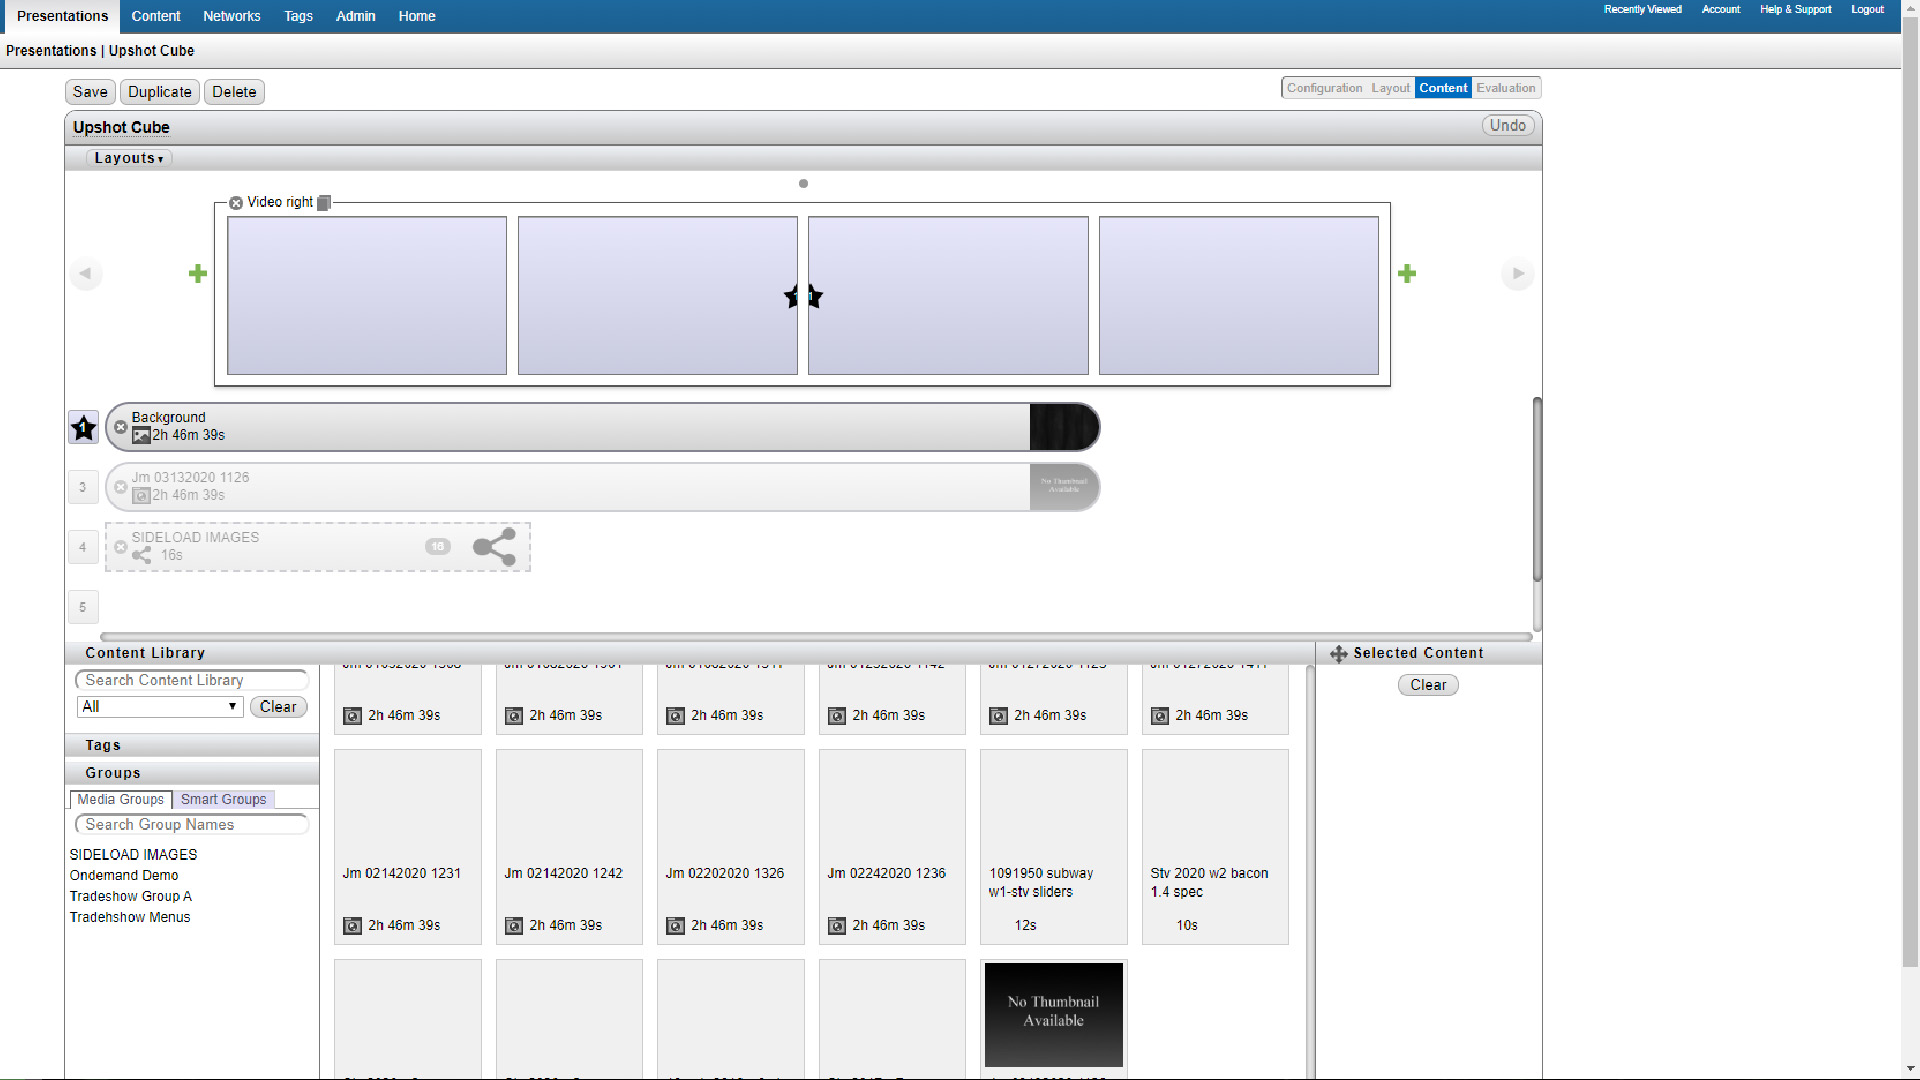 Presentations Content Networks Tags Admin Home Recently Viewed Account Help & Support Logout
Presentations | Upshot Cube
Save Duplicate Delete Configuration Layout Content Evaluation
Upshot Cube Undo
Layouts ▾
Video right
Background
1
2h 46m 39s
Jm 03132020 1126
3
2h 46m 39s
No Thumbnail
Available
SIDELOAD IMAGES
4 16
16s
5
Content Library Selected Content
Search Content Library Clear
All Clear
2h 46m 39s 2h 46m 39s 2h 46m 39s 2h 46m 39s 2h 46m 39s 2h 46m 39s
Tags
Groups
Media Groups Smart Groups
Search Group Names
SIDELOAD IMAGES
Ondemand Demo
Tradeshow Group A
Tradehshow Menus
Jm 02142020 1231 Jm 02142020 1242 Jm 02202020 1326 Jm 02242020 1236 1091950 subway Stv 2020 w2 bacon
w1-stv sliders 1.4 spec
2h 46m 39s 2h 46m 39s 2h 46m 39s 2h 46m 39s 12s 10s
No Thumbnail
Available